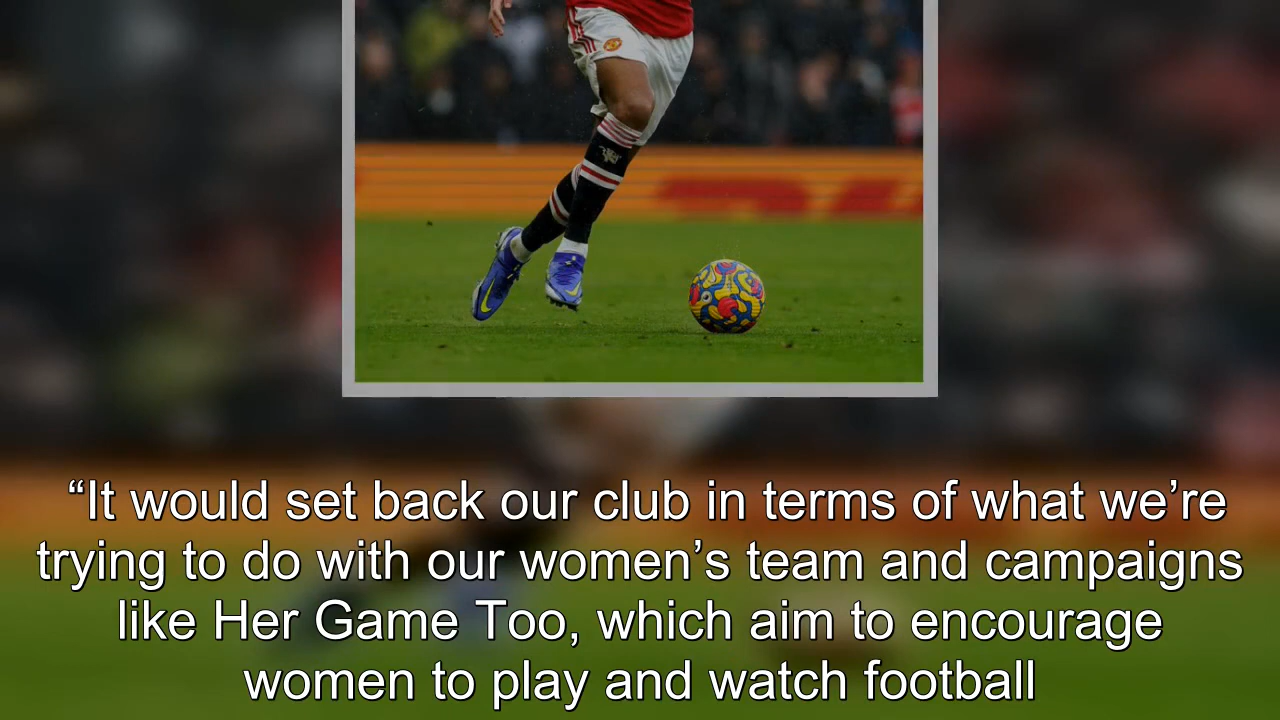 “It would set back our club in terms of what we’re
trying to do with our women’s team and campaigns
like Her Game Too, which aim to encourage
women to play and watch football